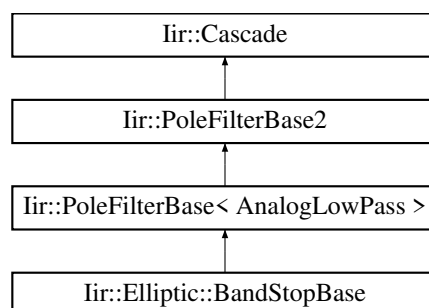 Iir::Cascade
Iir::PoleFilterBase2
Iir::PoleFilterBase< AnalogLowPass >
Iir::Elliptic::BandStopBase